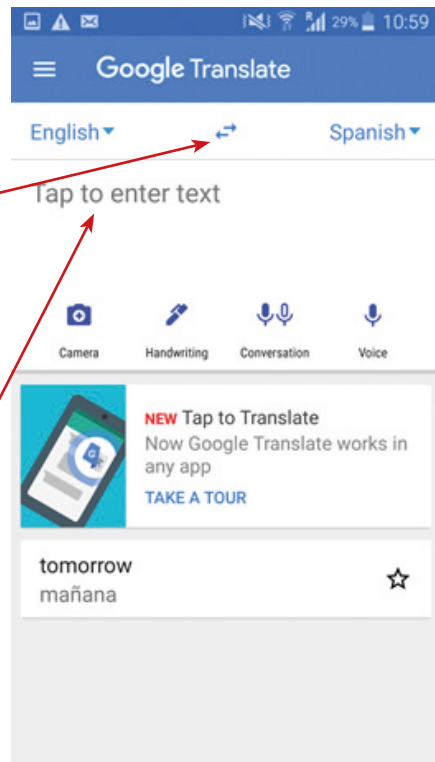 29% 10:59
Google Translate
English Spanish
Tap to enter text
Camera Handwriting Conversation Voice
NEW Tap to Translate
Now Google Translate works in
any app
TAKE A TOUR
tomorrow
mañana